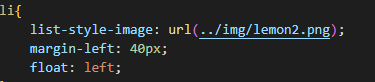 li{
list-style-image: url(../img/lemon2.png);
margin-left: 40px;
float: left;